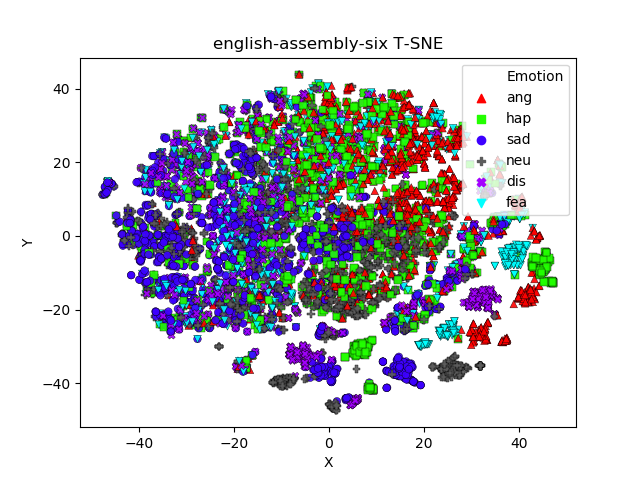 english-assembly-six T-SNE
Y
40
20
0
−20
−40
Emotion
ang
hap
sad
neu
dis
fea
−40
−20
0
20
40
X